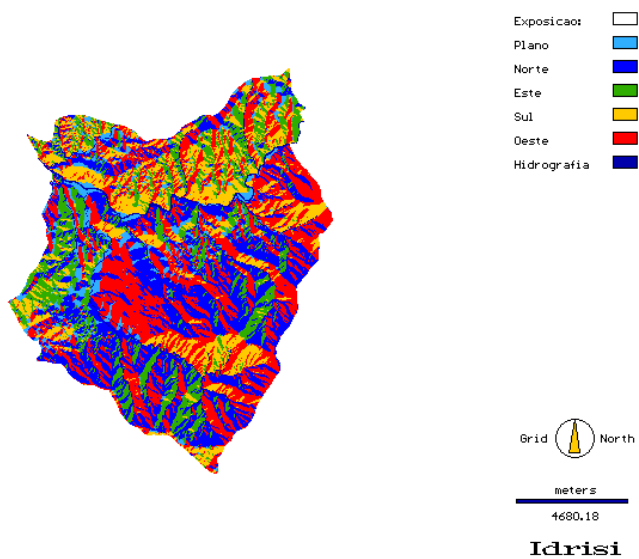 Exposicao:
Plano
Norte
Este
Sul
Oeste
Hidrografia
Grid North
meters
4680.18
Idrisi